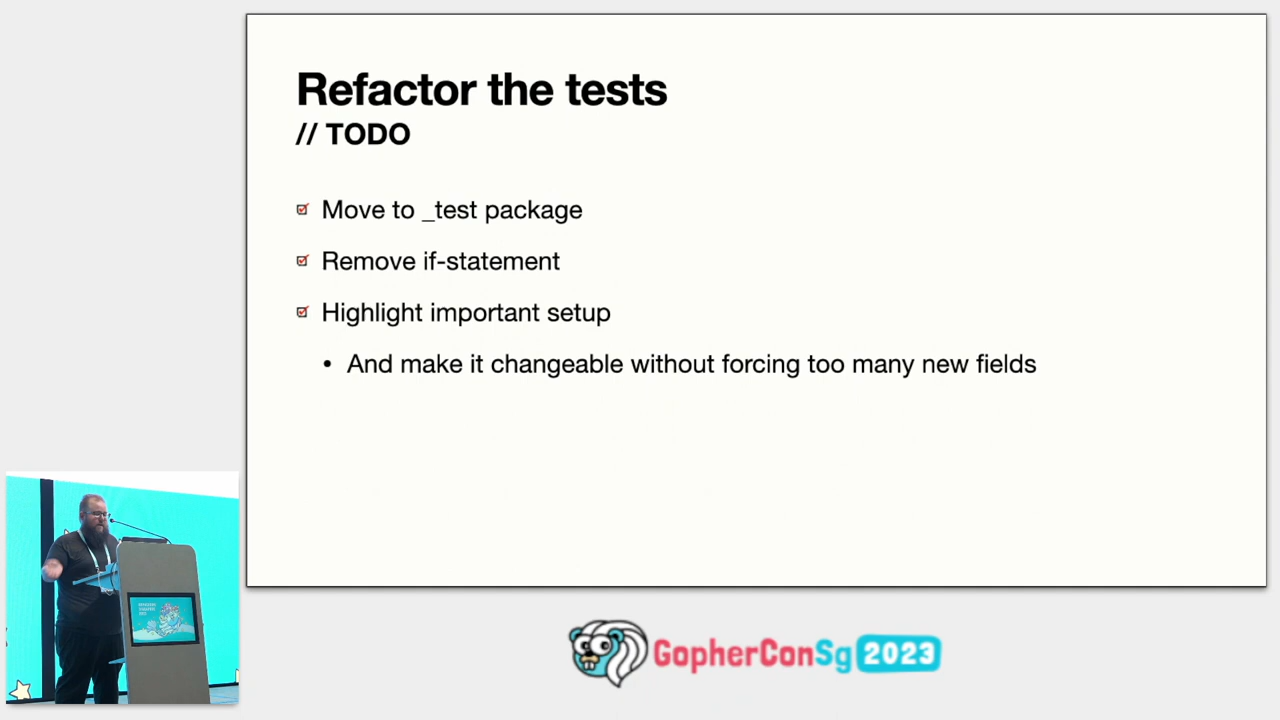 Refactor the tests
// TODO
Move to _test package
Remove if-statement
Highlight important setup
And make it changeable without forcing too many new fields
GopherConSg 2023